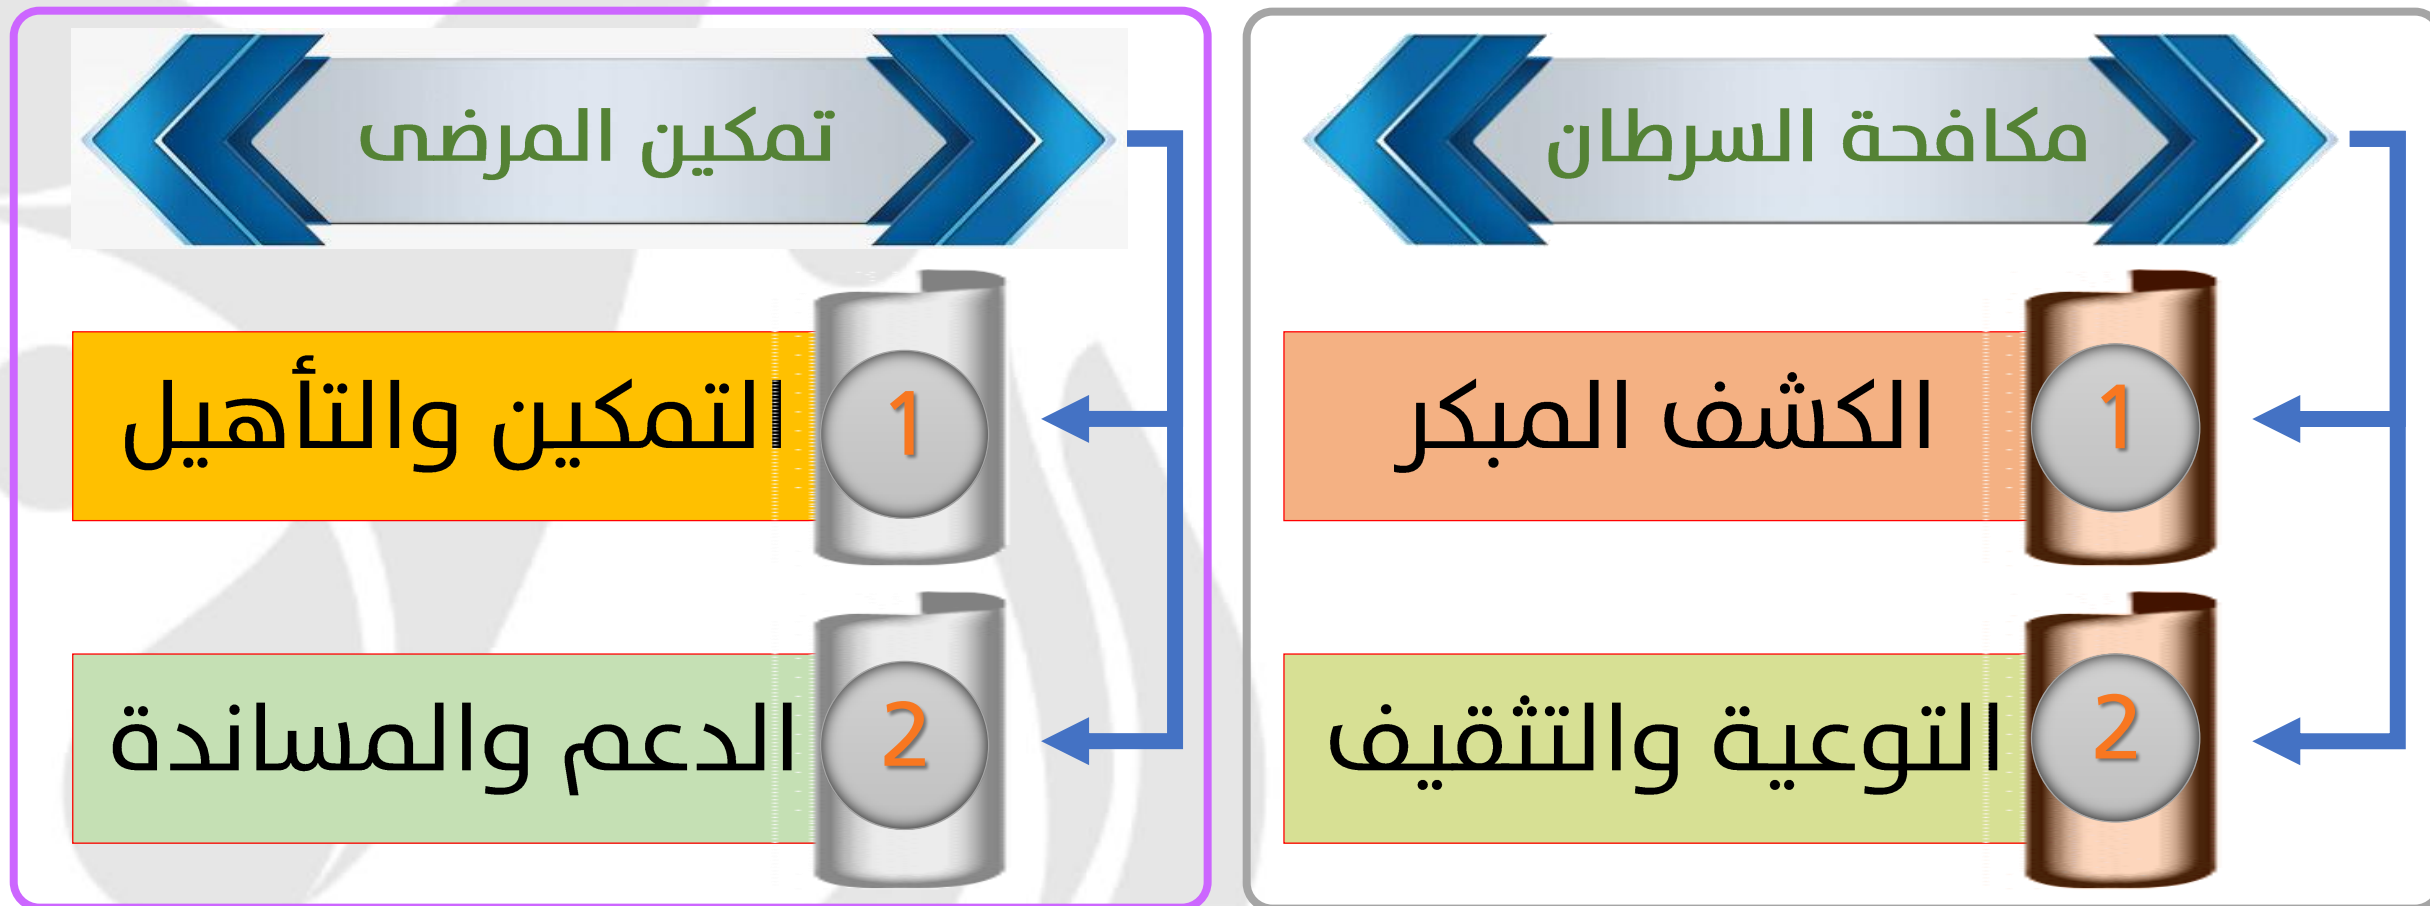 مكافحة السرطان
1
الكشف المبكر
2
التوعية والتثقيف
تمكين المرضى
1
التمكين والتأهيل
2
الدعم والمساندة